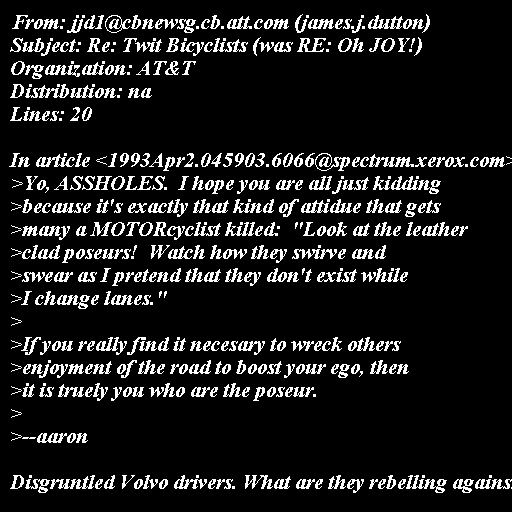 From: jjd1@cbnewsg.cb.att.com (james.j.dutton)
Subject: Re: Twit Bicyclists (was RE: Oh JOY!)
Organization: AT&T
Distribution: na
Lines: 20

In article <1993Apr2.045903.6066@spectrum.xerox.com>
>Yo, ASSHOLES.  I hope you are all just kidding
>because it's exactly that kind of attidue that gets
>many a MOTORcyclist killed:  "Look at the leather
>clad poseurs!  Watch how they swirve and
>swear as I pretend that they don't exist while
>I change lanes."
>
>If you really find it necesary to wreck others
>enjoyment of the road to boost your ego, then
>it is truely you who are the poseur.
>
>--aaron

Disgruntled Volvo drivers. What are they rebelling agains